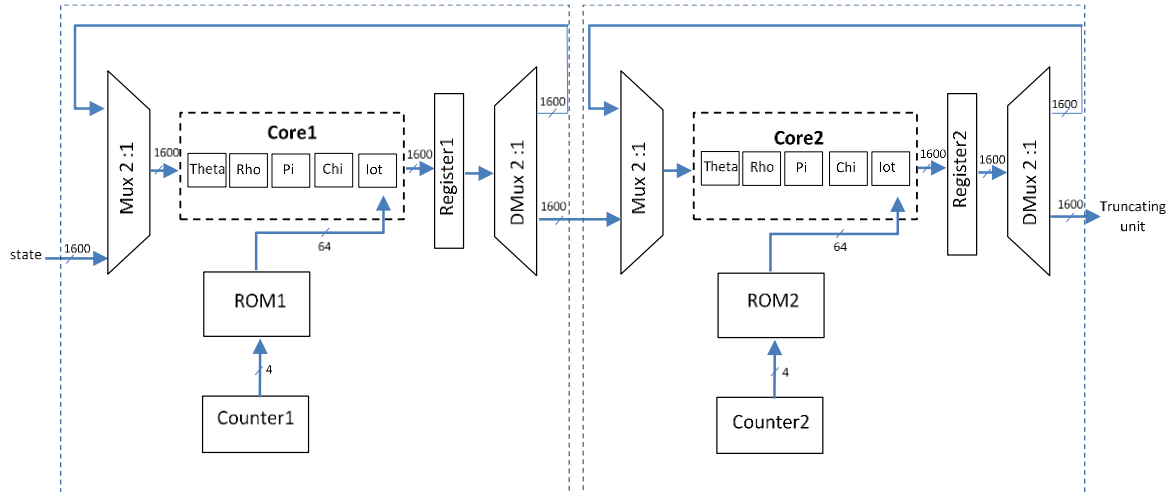 state
1600
Mux 2 :1
1600
Core1
Theta
Rho
Pi
Chi
Iot
1600
Register1
DMux 2 :1
1600
1600
64
ROM1
4
Counter1
Mux 2 :1
Core2
Theta
Rho
Pi
Chi
Iot
1600
Register2
1600
DMux 2 :1
1600
1600
Truncating
unit
64
ROM2
4
Counter2